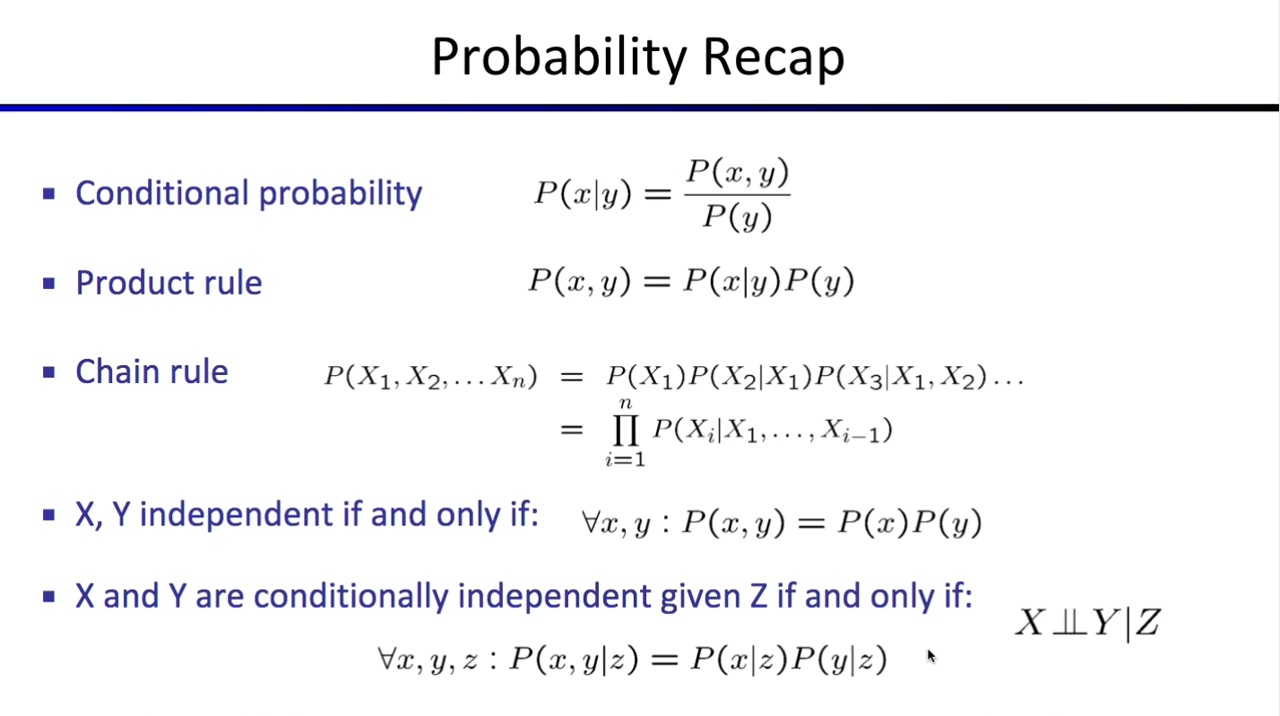 Probability Recap
▪ Conditional probability P(x|y) = P(x, y) / P(y)
▪ Product rule P(x, y) = P(x|y)P(y)
▪ Chain rule P(X₁, X₂, . . . Xₙ) = P(X₁)P(X₂|X₁)P(X₃|X₁, X₂) . . .
= ∏ⁿᵢ₌₁ P(Xᵢ|X₁, . . . , Xᵢ₋₁)
▪ X, Y independent if and only if: ∀x, y : P(x, y) = P(x)P(y)
▪ X and Y are conditionally independent given Z if and only if:
X ⫫ Y|Z
∀x, y, z : P(x, y|z) = P(x|z)P(y|z)